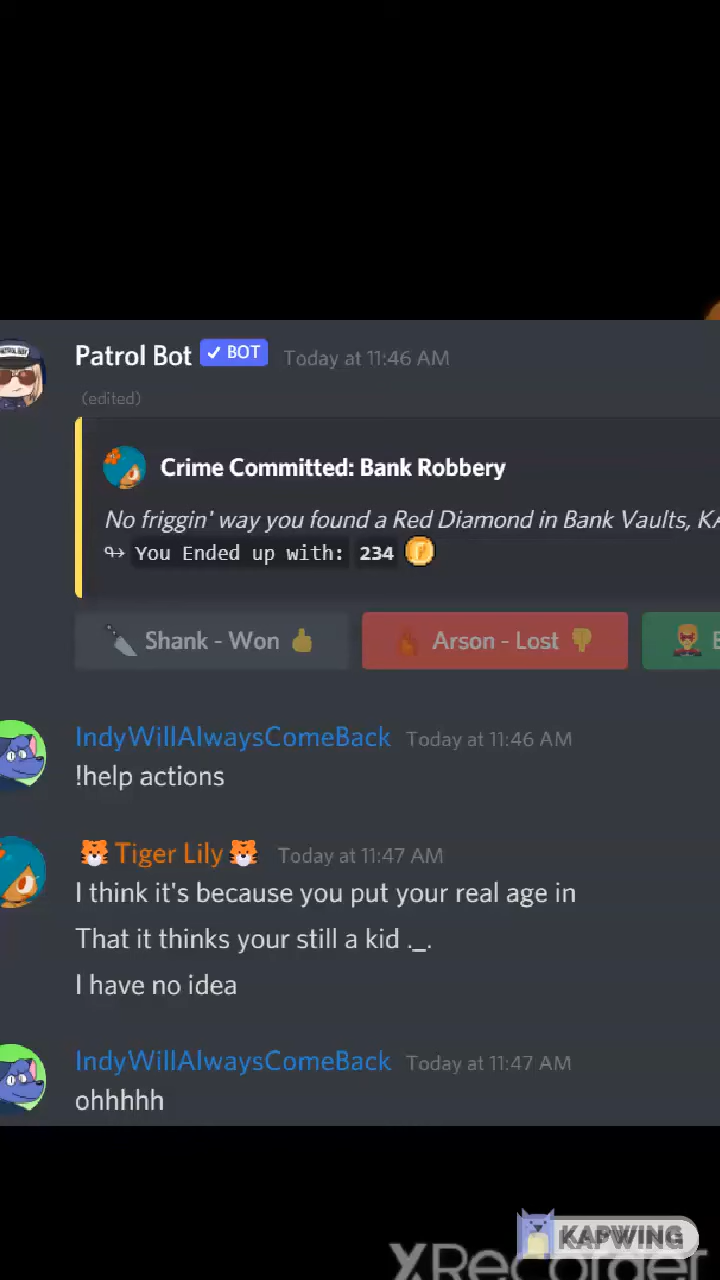 Patrol Bot ✓ BOT Today at 11:46 AM
(edited)
Crime Committed: Bank Robbery
No friggin' way you found a Red Diamond in Bank Vaults,
↬ You Ended up with: 234
Shank - Won 👍 Arson - Lost 👎
IndyWillAlwaysComeBack Today at 11:46 AM
!help actions
🐯 Tiger Lily 🐯 Today at 11:47 AM
I think it's because you put your real age in
That it thinks your still a kid ._.
I have no idea
IndyWillAlwaysComeBack Today at 11:47 AM
ohhhhh
KAPWING
XRecorder